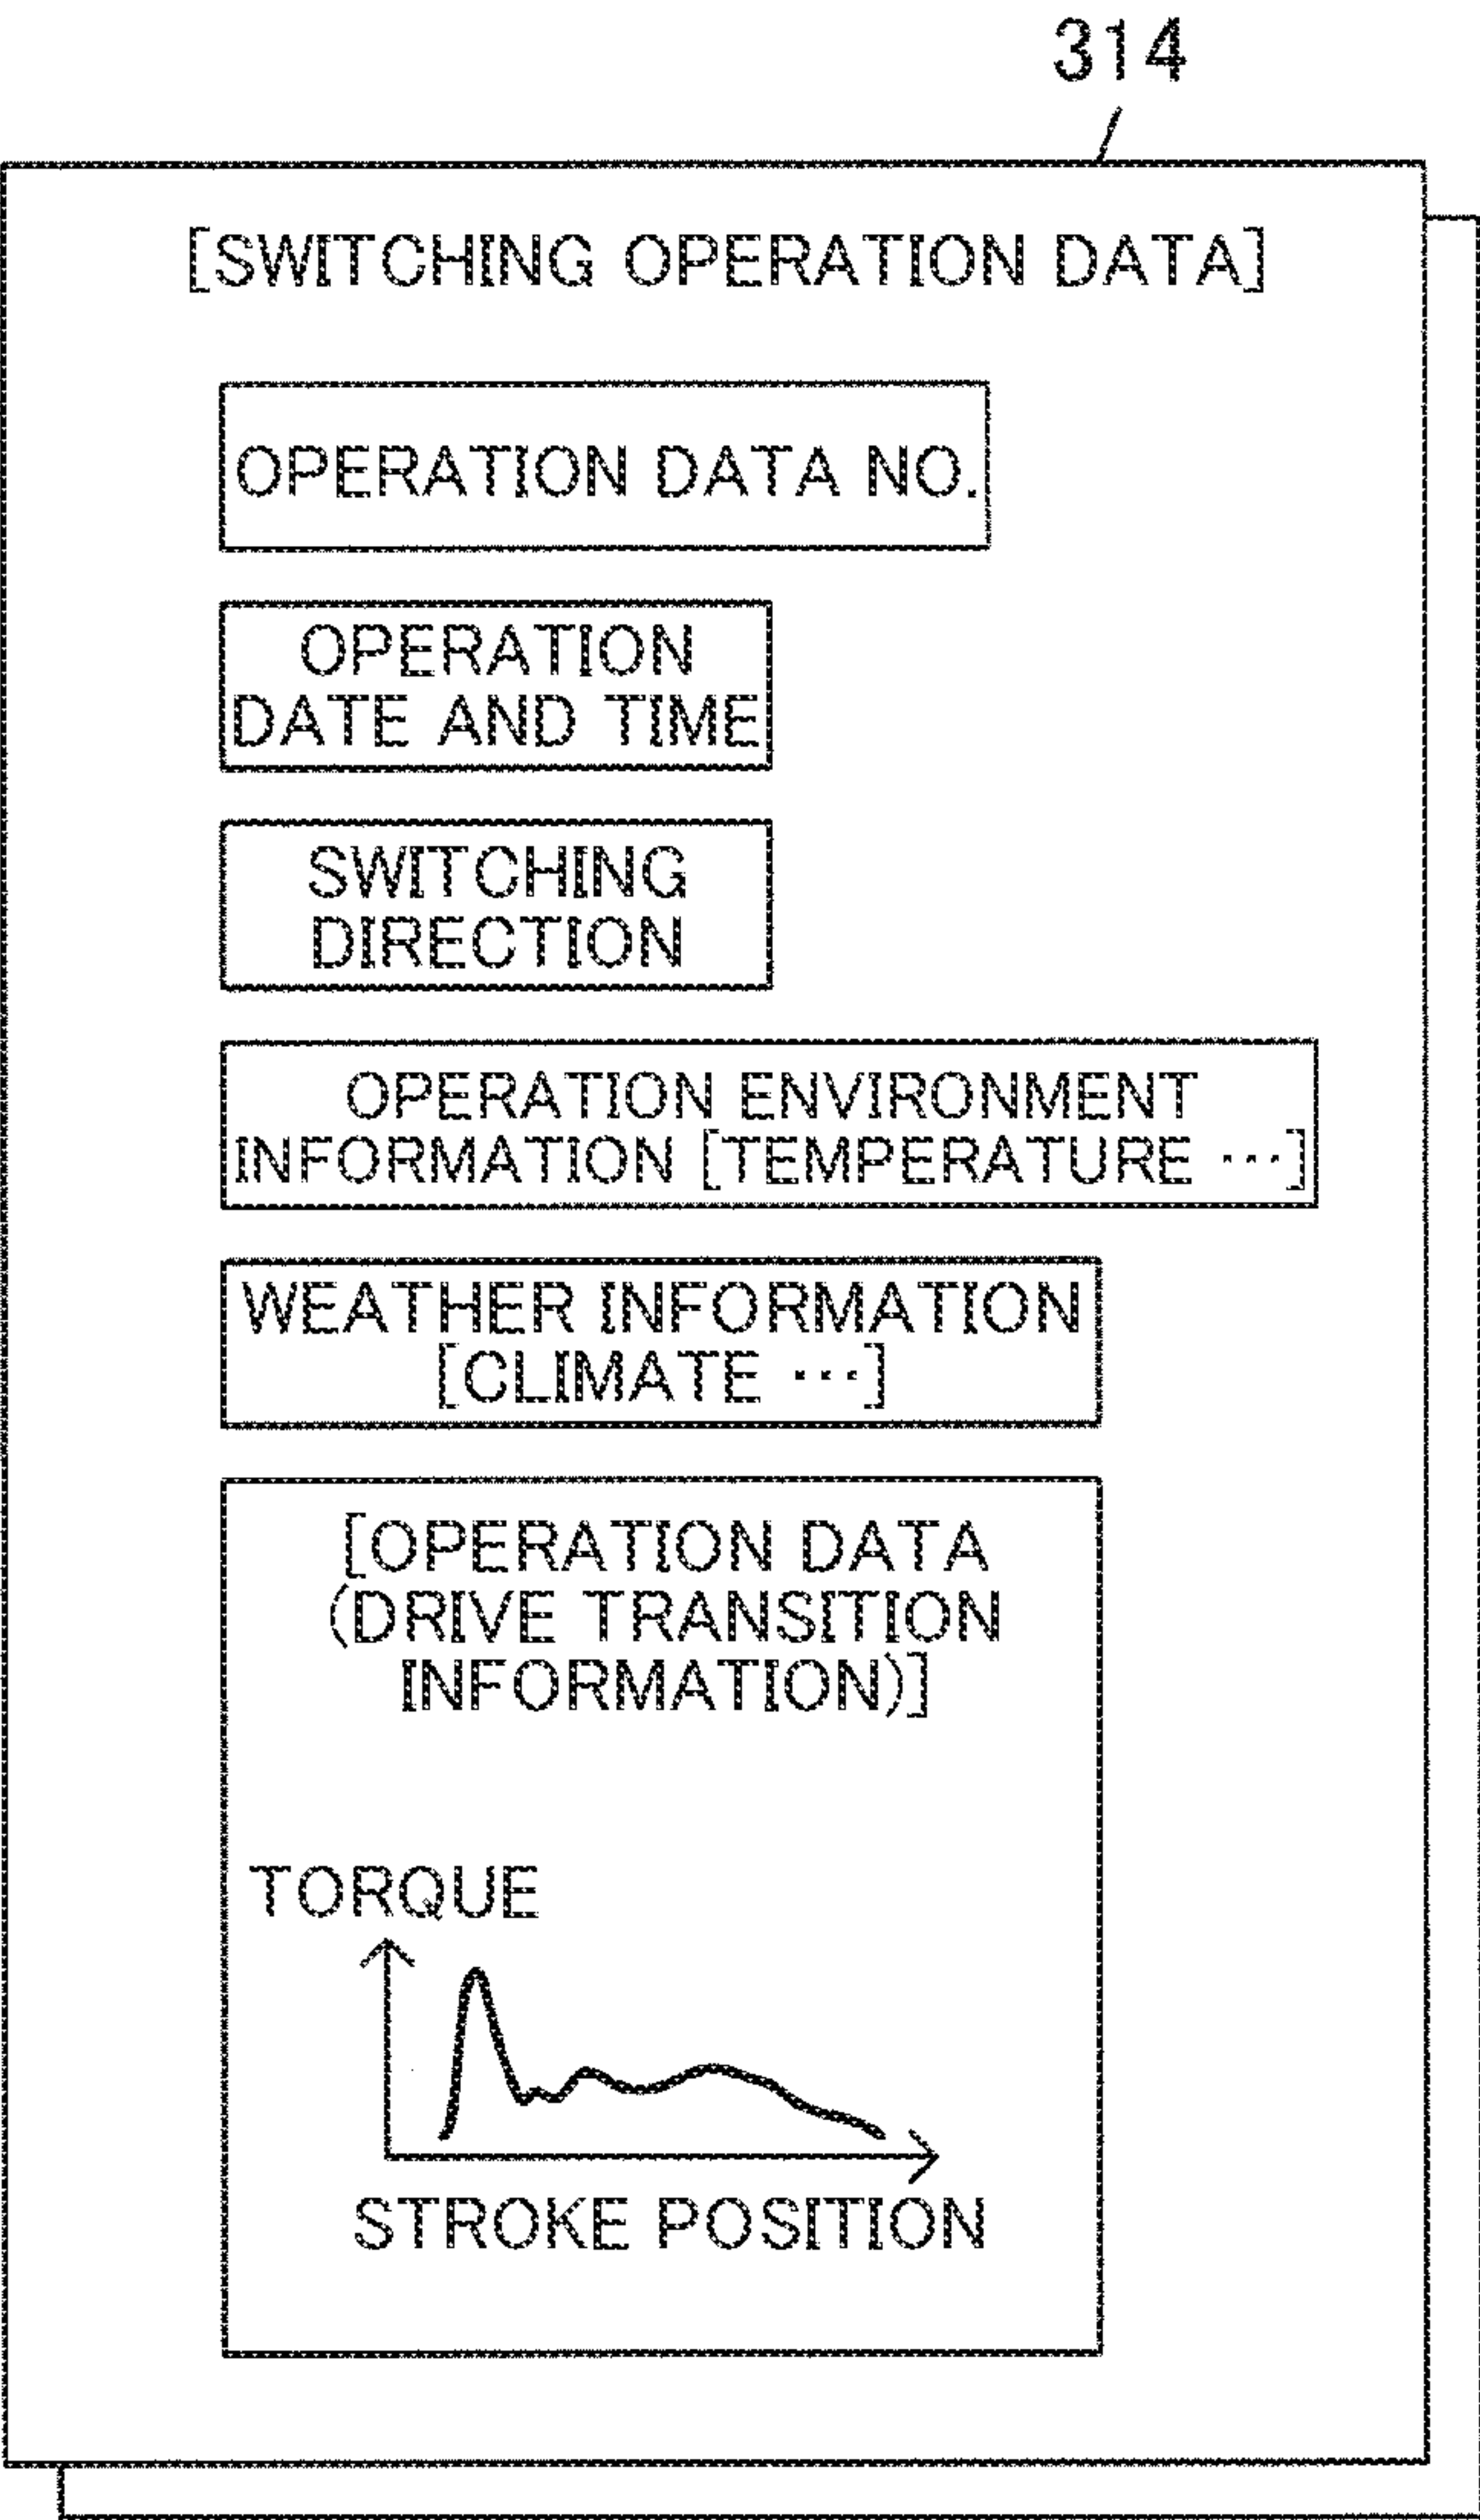 314
[SWITCHING OPERATION DATA]
OPERATION DATA NO.
OPERATION
DATE AND TIME
SWITCHING
DIRECTION
OPERATION ENVIRONMENT
INFORMATION [TEMPERATURE ···]
WEATHER INFORMATION
[CLIMATE ···]
[OPERATION DATA
(DRIVE TRANSITION
INFORMATION)]
TORQUE
STROKE POSITION